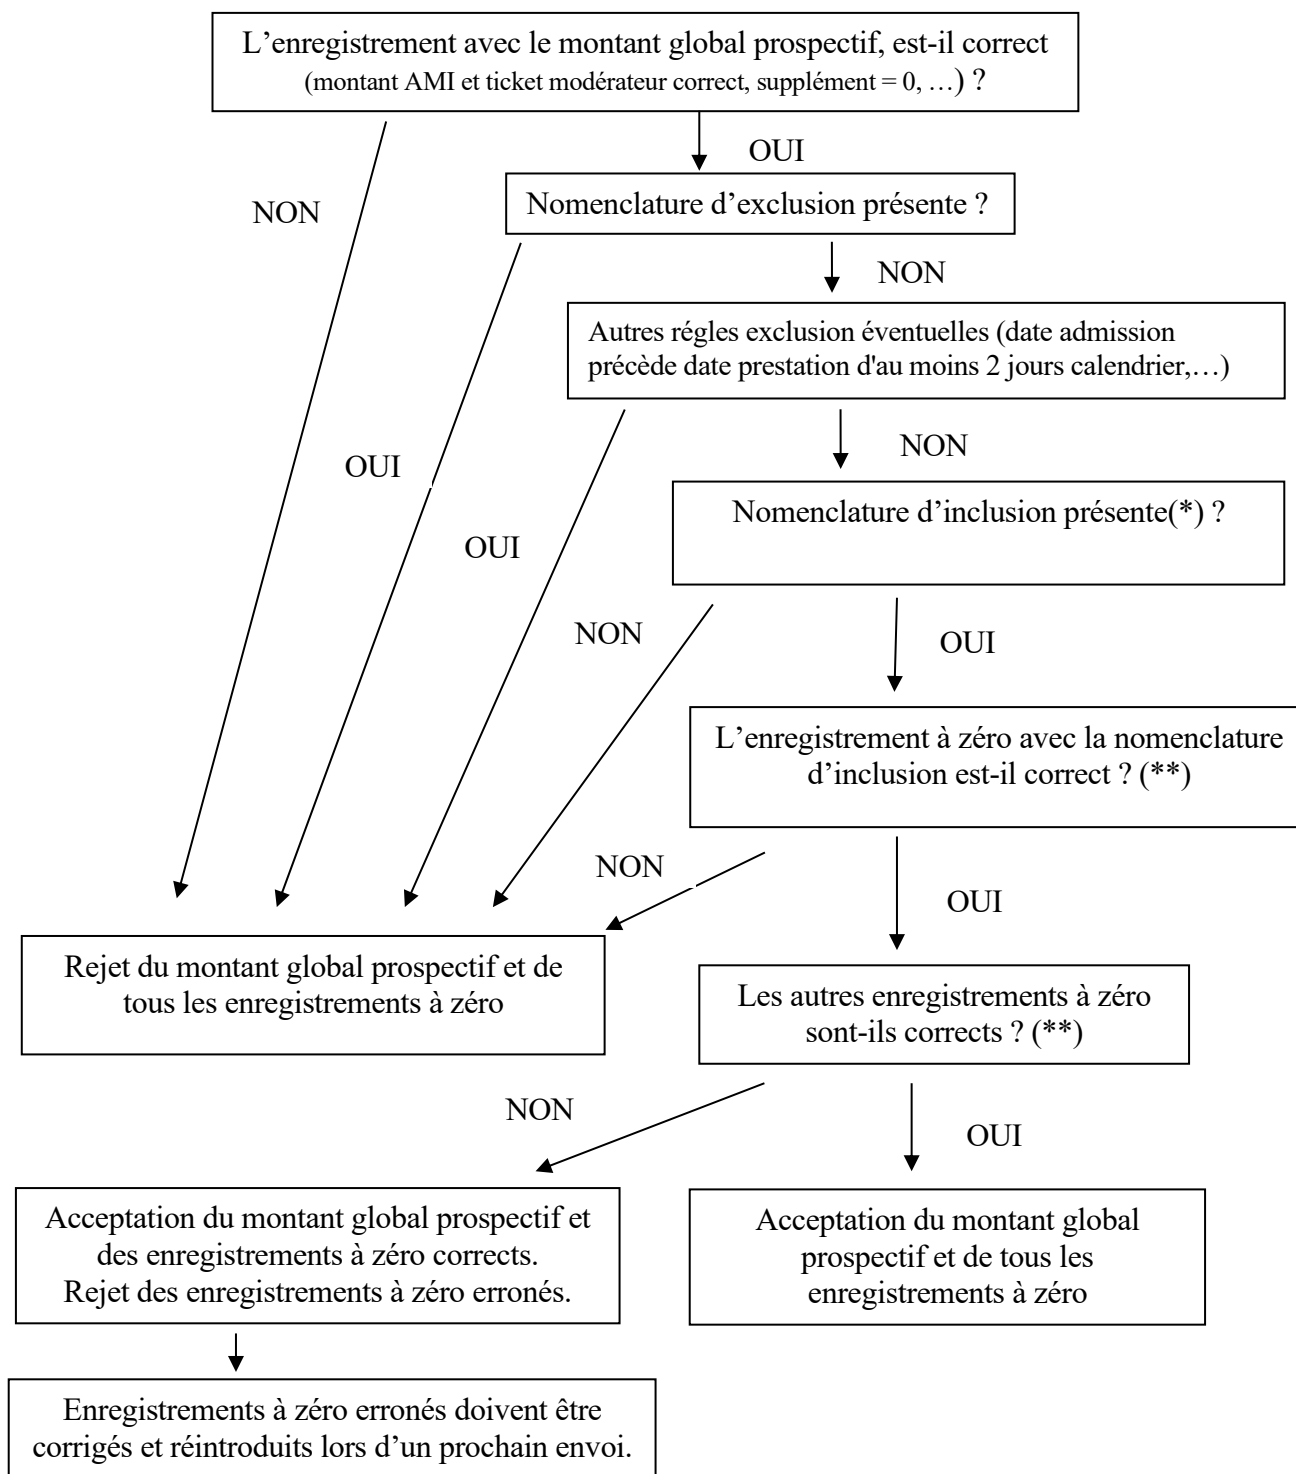 L’enregistrement avec le montant global prospectif, est-il correct
(montant AMI et ticket modérateur correct, supplément = 0, …) ?
OUI
NON
Nomenclature d’exclusion présente ?
NON
Autres régles exclusion éventuelles (date admission
précède date prestation d'au moins 2 jours calendrier,…)
OUI
NON
Nomenclature d’inclusion présente(*) ?
OUI
NON
OUI
L’enregistrement à zéro avec la nomenclature
d’inclusion est-il correct ? (**)
NON
OUI
Rejet du montant global prospectif et de
tous les enregistrements à zéro
Les autres enregistrements à zéro
sont-ils corrects ? (**)
NON
OUI
Acceptation du montant global prospectif et
des enregistrements à zéro corrects.
Rejet des enregistrements à zéro erronés.
Acceptation du montant global
prospectif et de tous les
enregistrements à zéro
Enregistrements à zéro erronés doivent être
corrigés et réintroduits lors d’un prochain envoi.